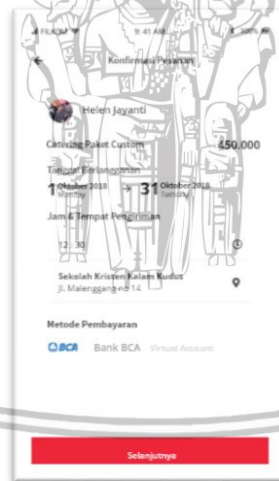 FILKOM 9:41 AM 100%
Konfirmasi Pesanan
Helen Jayanti
Catering Paket Custom 450.000
Tanggal Berlangganan
1 Oktober 2018 31 Oktober 2018
Jam & Tempat Pengiriman
12 : 30
Sekolah Kristen Kalam Kudus
Jl. Malenggang no 14
Metode Pembayaran
BCA Bank BCA Virtual Account
Selanjutnya